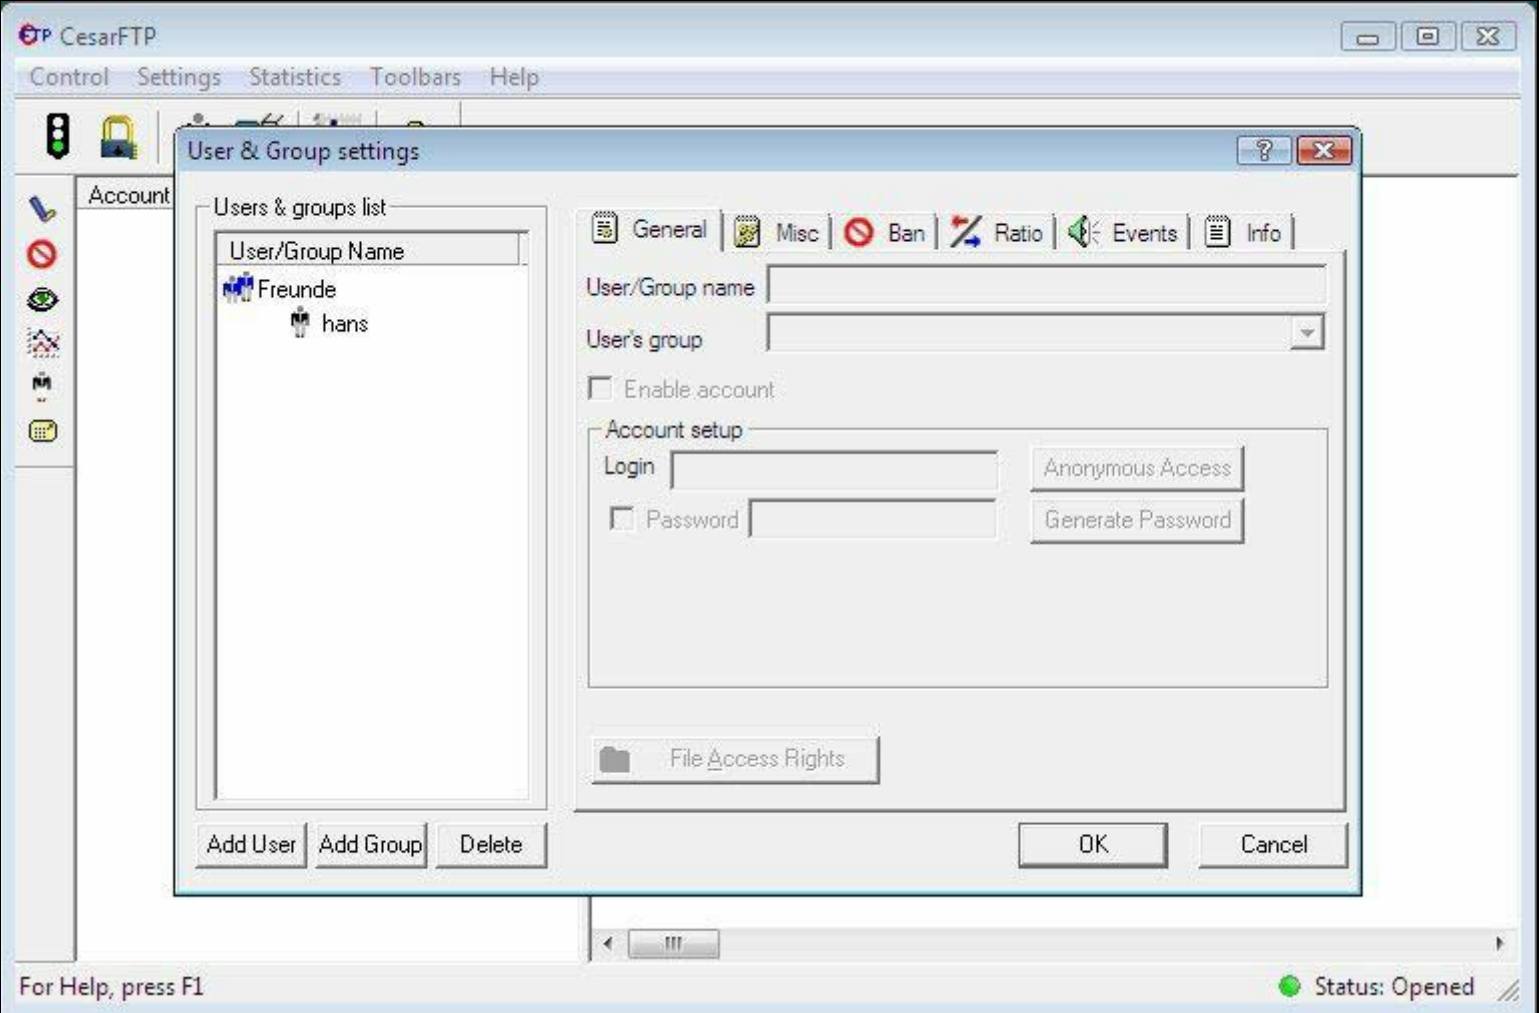 FTP CesarFTP
Control Settings Statistics Toolbars Help
User & Group settings
Account
Users & groups list
User/Group Name
Freunde
hans
General Misc Ban Ratio Events Info
User/Group name
User's group
Enable account
Account setup
Login
Anonymous Access
Password
Generate Password
File Access Rights
Add User Add Group Delete
OK Cancel
For Help, press F1
Status: Opened